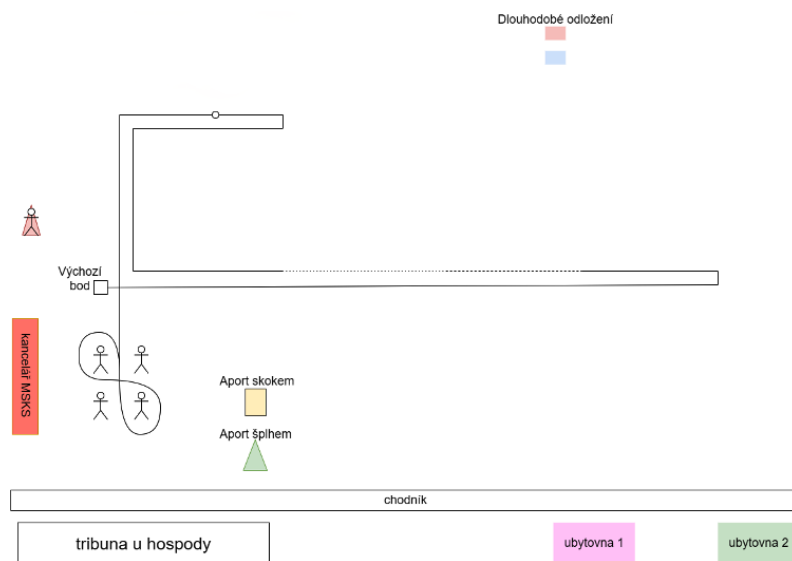 Dlouhodobé odložení
Výchozí
bod
kancelář MSKS
Aport skokem
Aport šplhem
chodník
tribuna u hospody
ubytovna 1
ubytovna 2